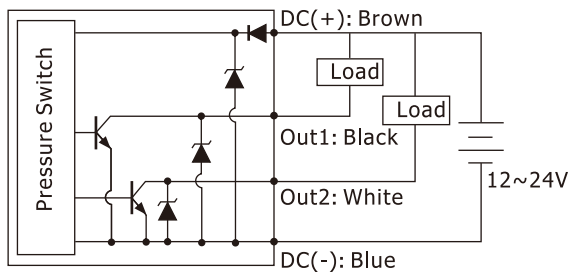 Pressure Switch
DC(+): Brown
Load
Load
Out1: Black
12~24V
Out2: White
DC(-): Blue